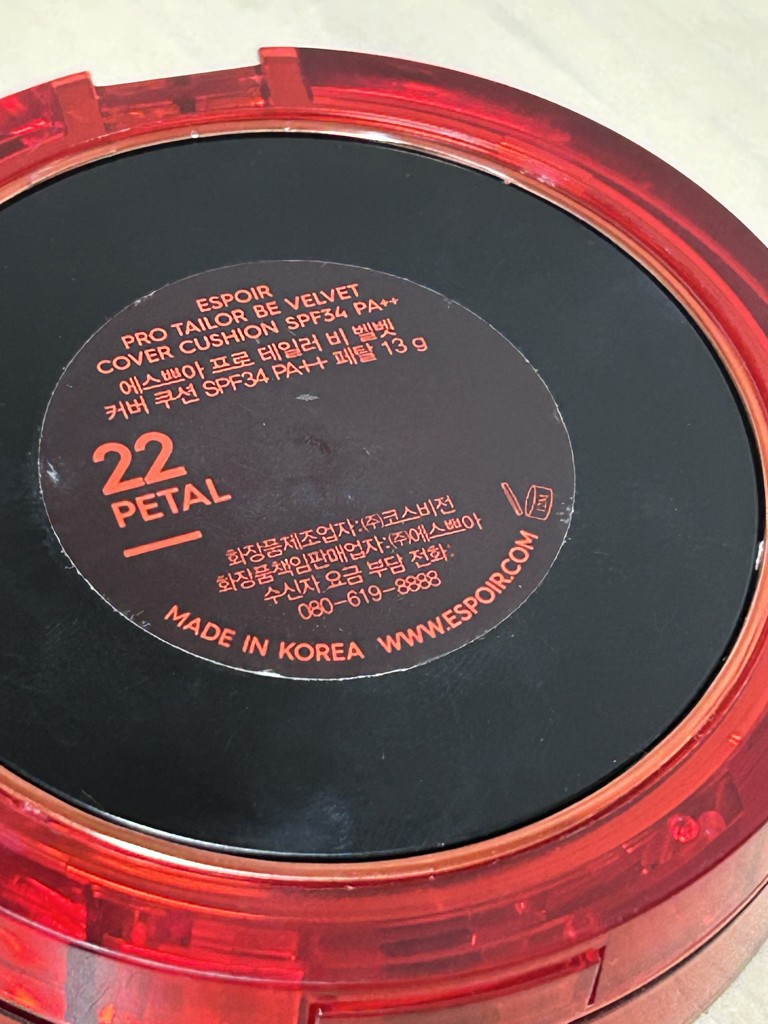 ESPOIR
PRO TAILOR BE VELVET
COVER CUSHION SPF34 PA++
에스쁘아 프로 테일러 비 벨벳
커버 쿠션 SPF34 PA++ 페탈 13 g
22
PETAL
12M
화장품제조업자:(주)코스비전
화장품책임판매업자:(주)에스쁘아
수신자 요금 부담 전화:
080-619-8888
MADE IN KOREA WWW.ESPOIR.COM